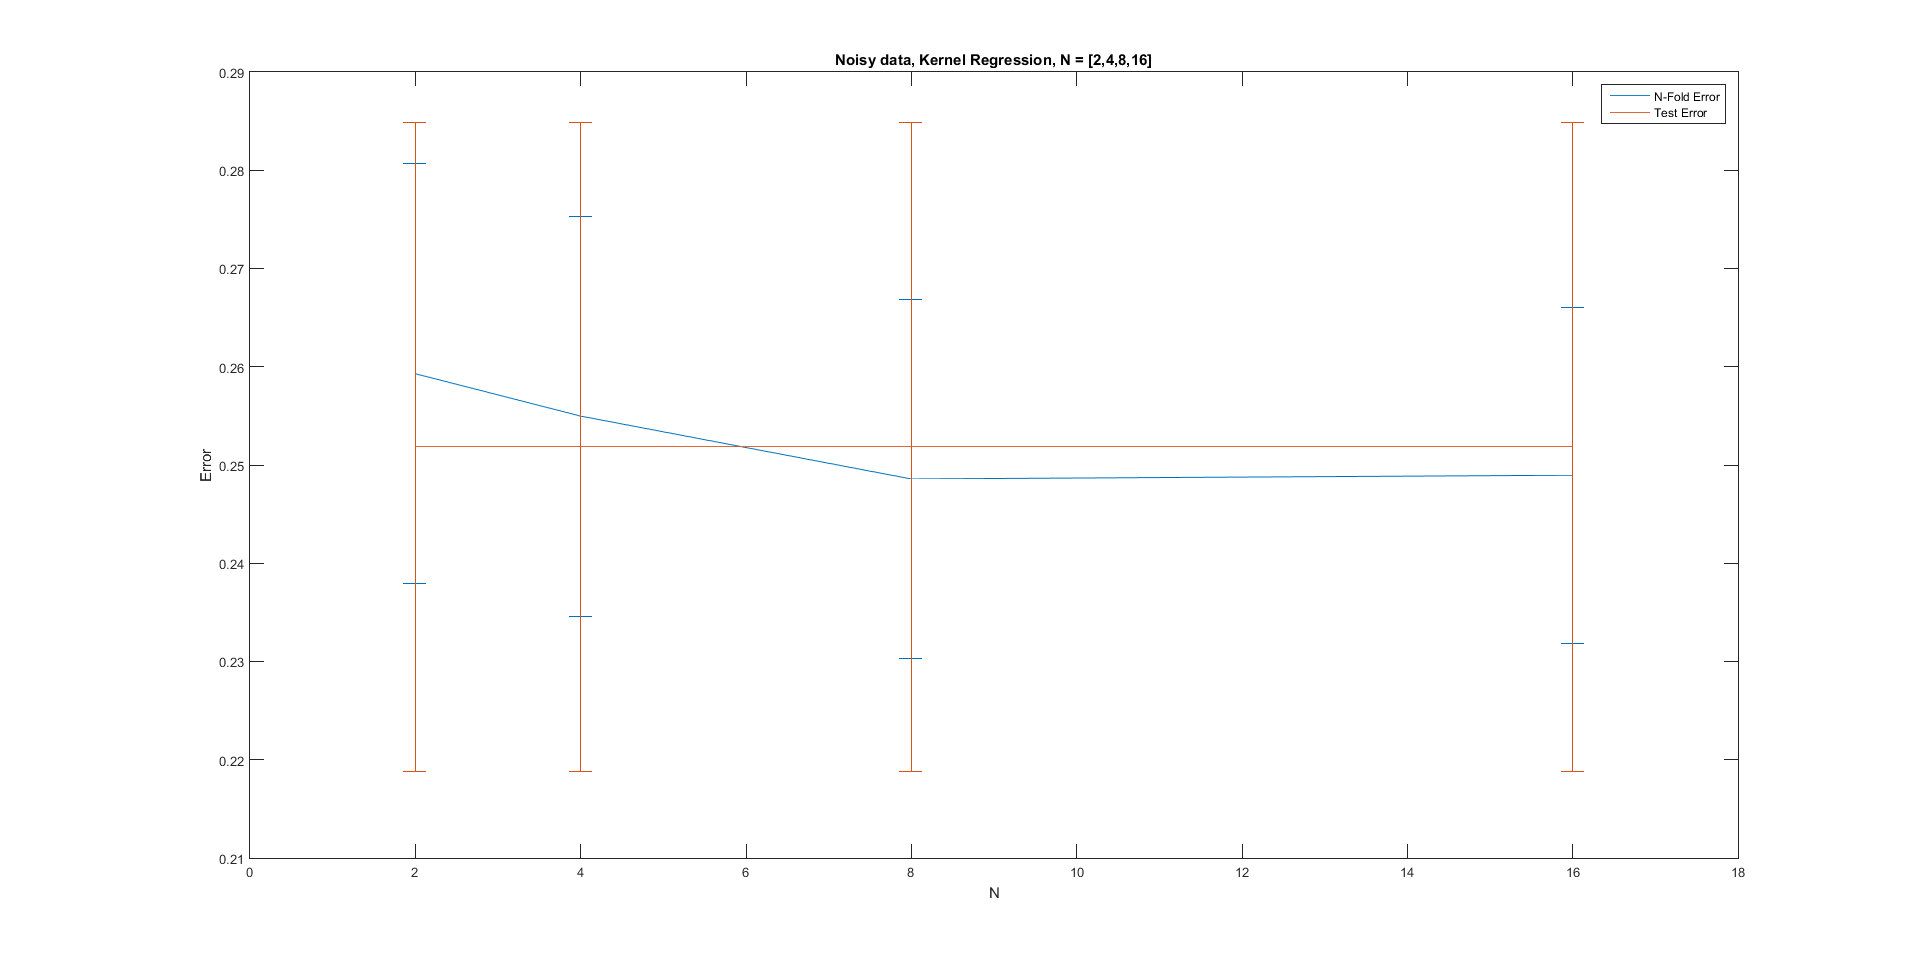 Noisy data, Kernel Regression, N = [2,4,8,16]
0.29
N-Fold Error
Test Error
0.28
0.27
0.26
0.25
Error
0.24
0.23
0.22
0.21
0 2 4 6 8 10 12 14 16 18
N